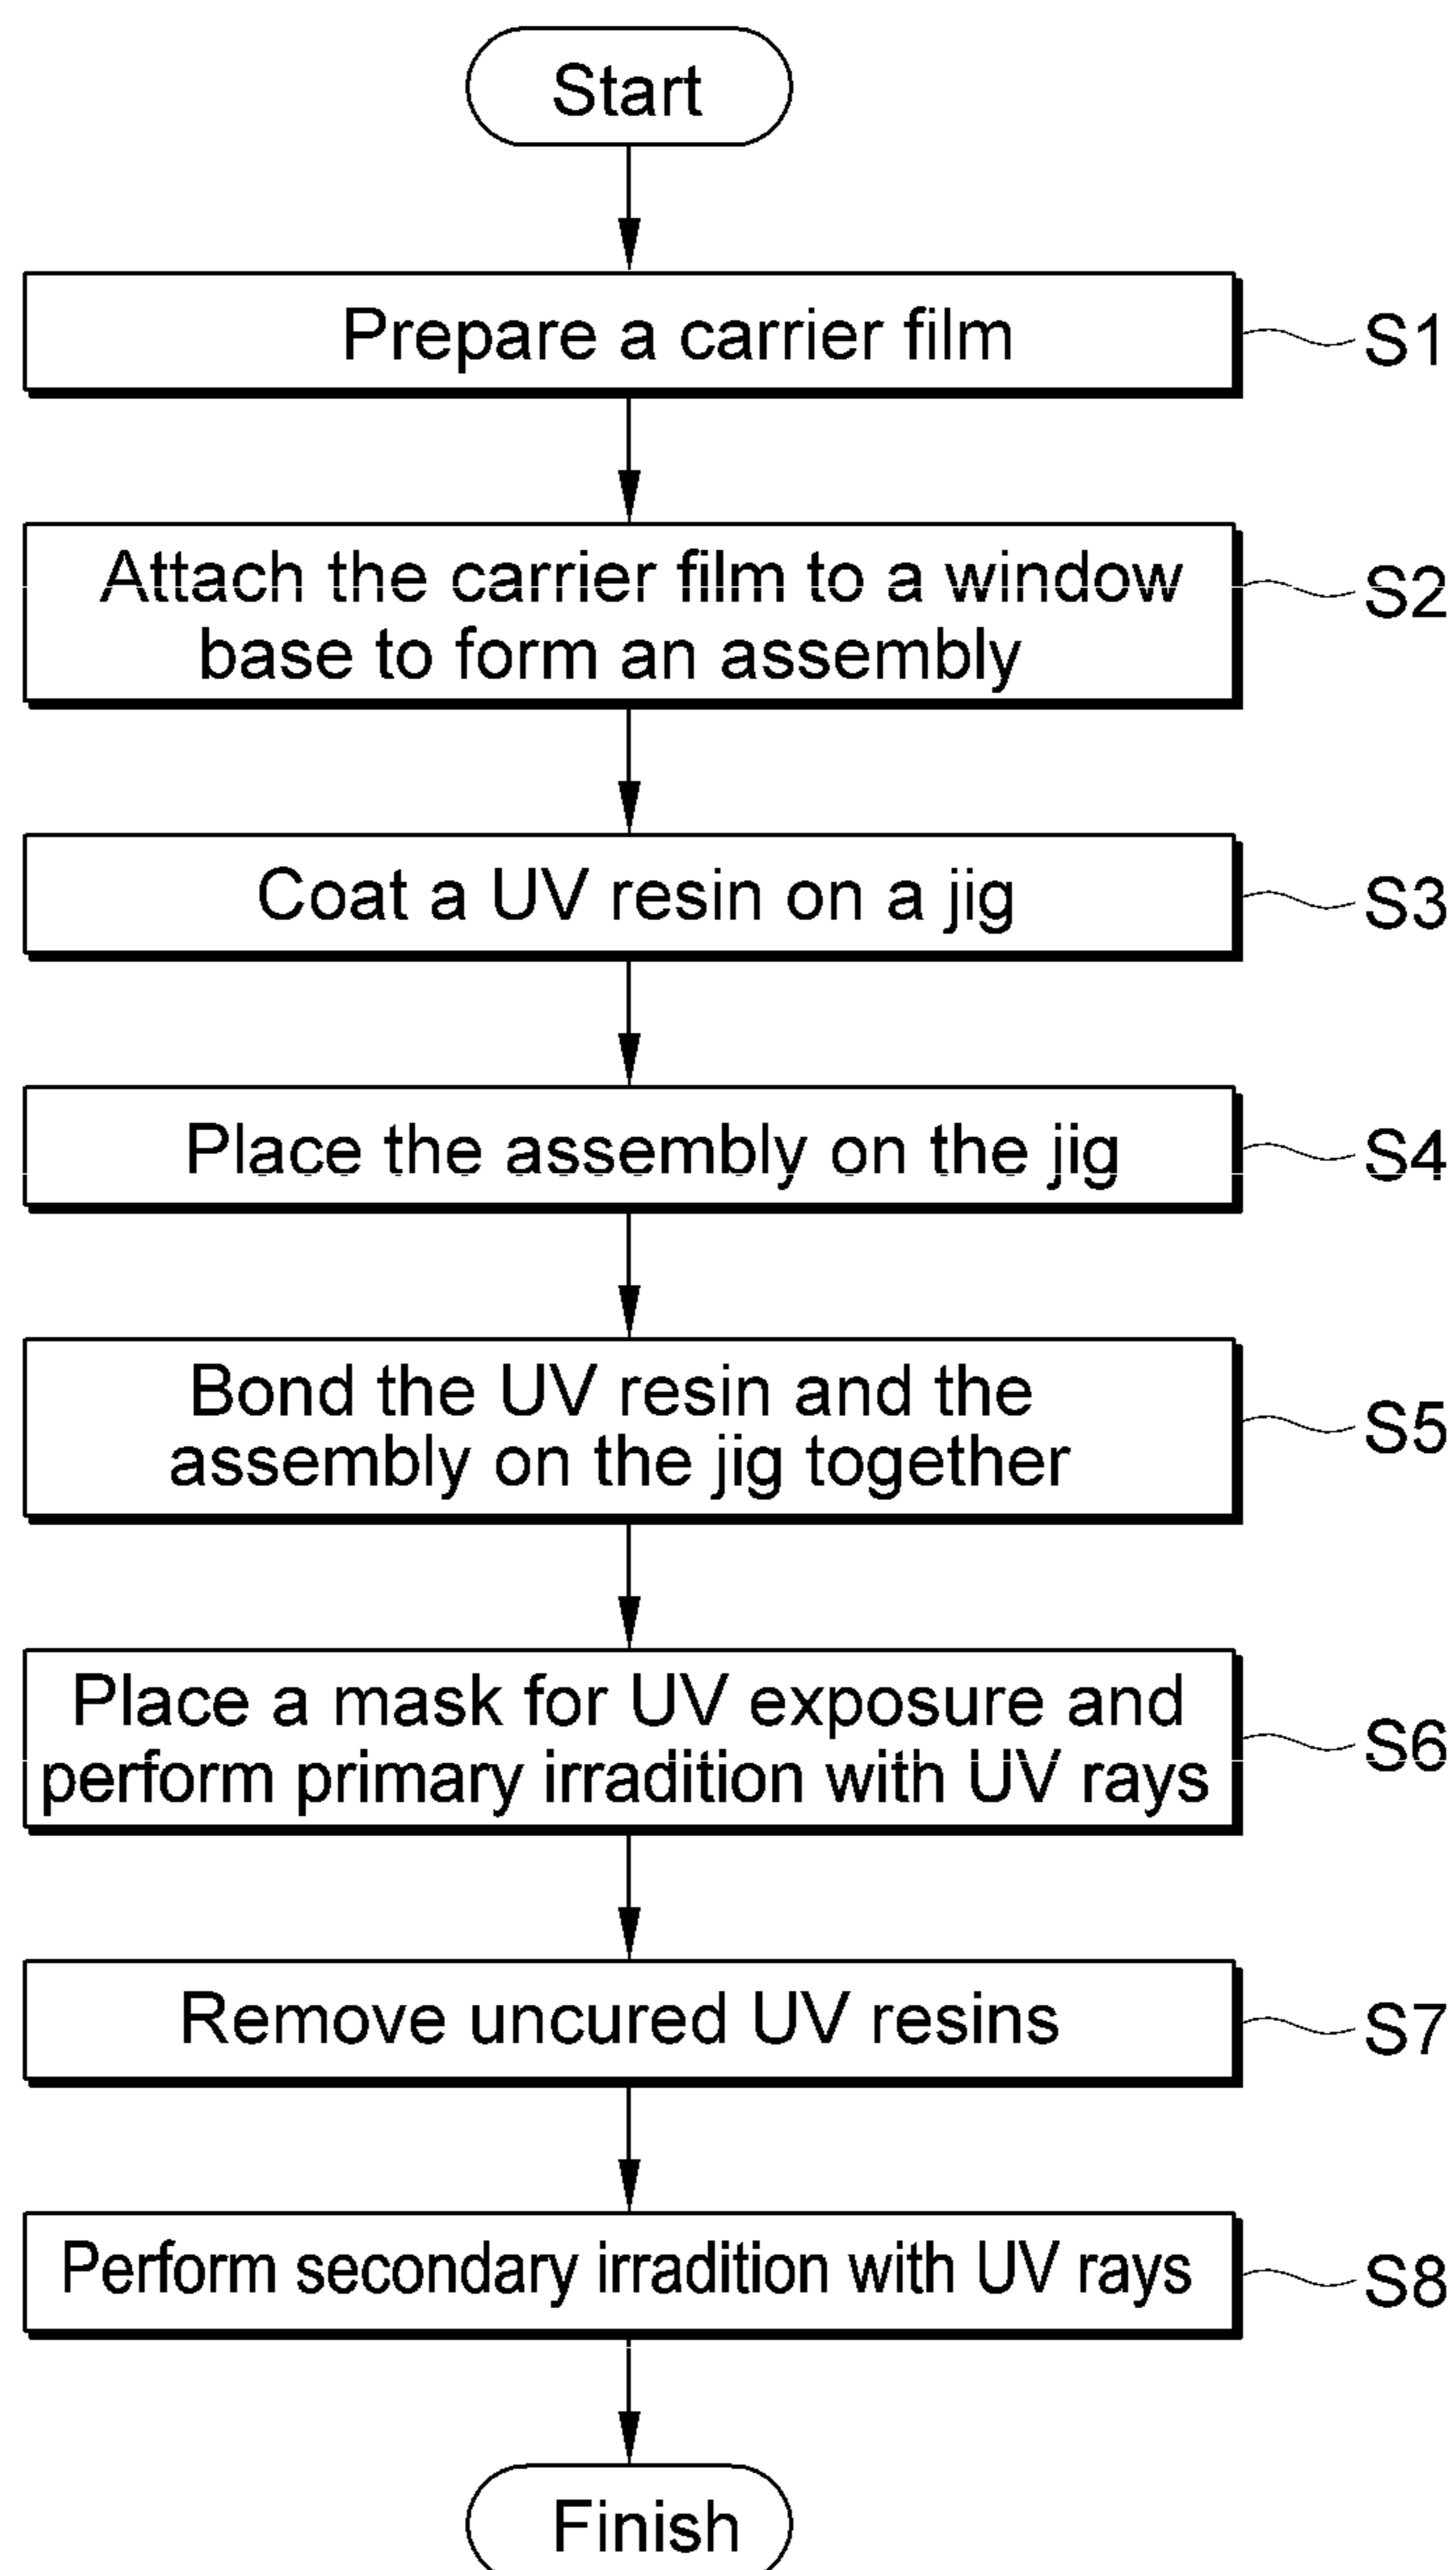 Start
Prepare a carrier film
S1
Attach the carrier film to a window
base to form an assembly
S2
Coat a UV resin on a jig
S3
Place the assembly on the jig
S4
Bond the UV resin and the
assembly on the jig together
S5
Place a mask for UV exposure and
perform primary irradition with UV rays
S6
Remove uncured UV resins
S7
Perform secondary irradition with UV rays
S8
Finish